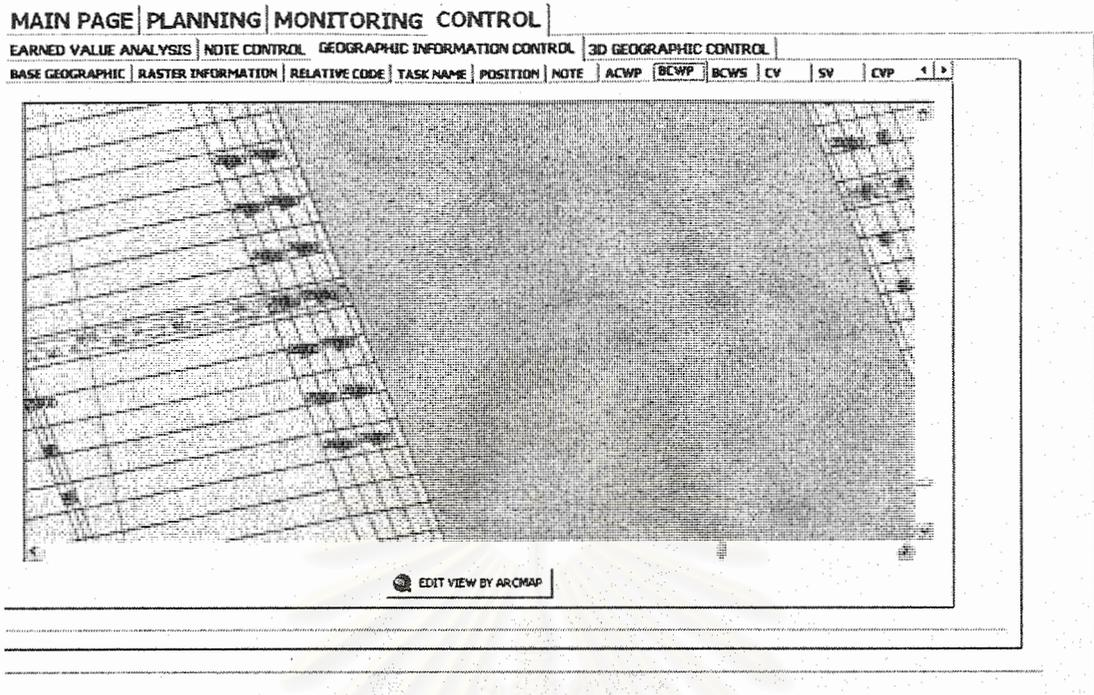 MAIN PAGE PLANNING MONITORING CONTROL
EARNED VALUE ANALYSIS NOTE CONTROL GEOGRAPHIC INFORMATION CONTROL 3D GEOGRAPHIC CONTROL
BASE GEOGRAPHIC RASTER INFORMATION RELATIVE CODE TASK NAME POSITION NOTE ACWP BCWP BCWS CV SV CVP
EDIT VIEW BY ARCMAP